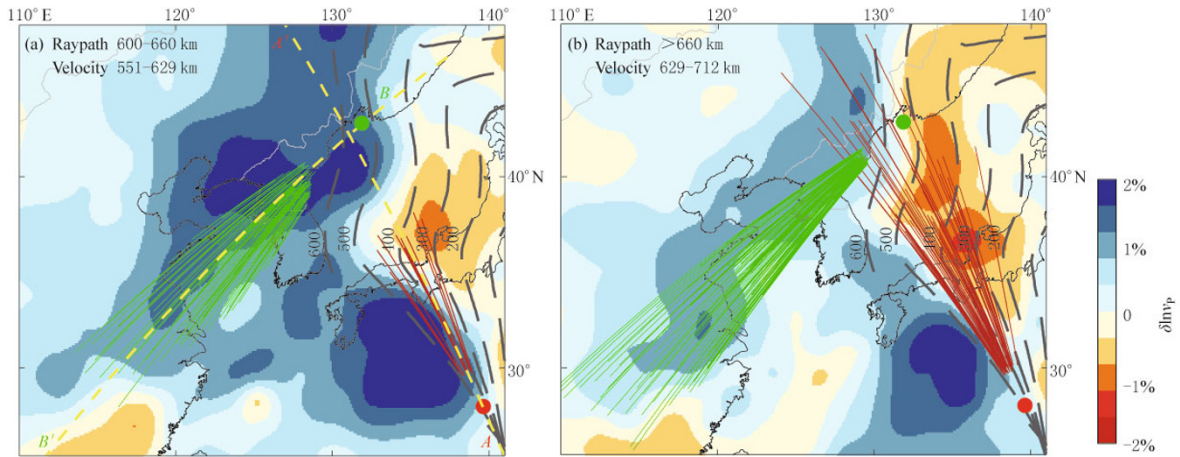 110° E 120° 130° 140° 110° E 120° 130° 140°
(a) Raypath 600–660 km
Velocity 551–629 km
A'
B
600
500
400
300
200
30°
A
B'
(b) Raypath >660 km
Velocity 629–712 km
40° N
40° N
600
500
400
300
200
30°
2%
1%
0
−1%
−2%
δlnvP